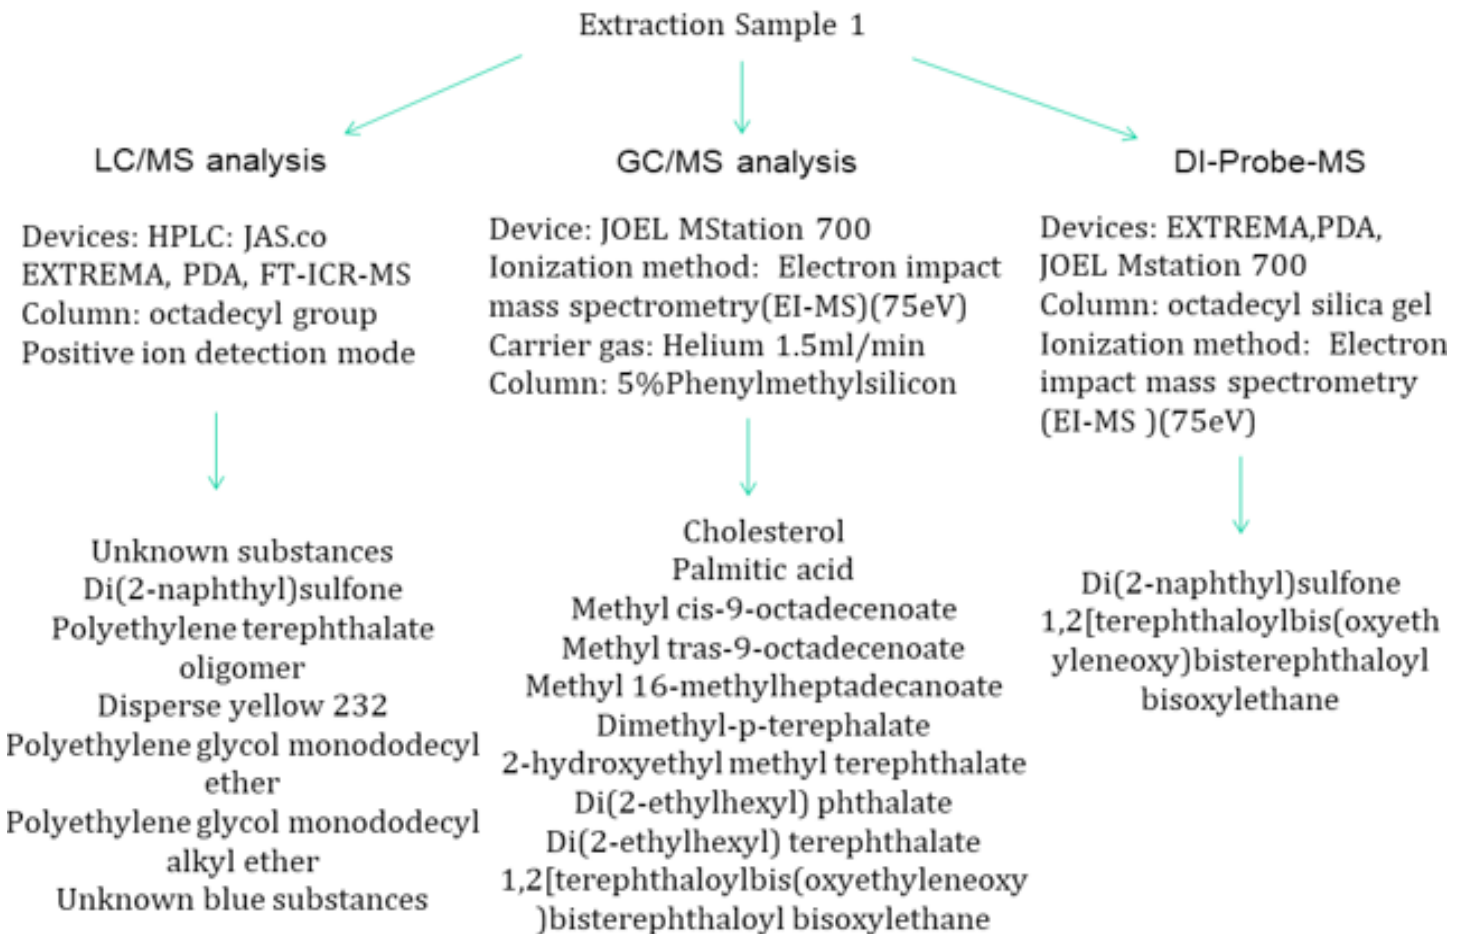 Extraction Sample 1
LC/MS analysis
Devices: HPLC: JAS.co
EXTREMA, PDA, FT-ICR-MS
Column: octadecyl group
Positive ion detection mode
Unknown substances
Di(2-naphthyl)sulfone
Polyethylene terephthalate
oligomer
Disperse yellow 232
Polyethylene glycol monododecyl
ether
Polyethylene glycol monododecyl
alkyl ether
Unknown blue substances
GC/MS analysis
Device: JOEL MStation 700
Ionization method: Electron impact
mass spectrometry(EI-MS)(75eV)
Carrier gas: Helium 1.5ml/min
Column: 5%Phenylmethylsilicon
Cholesterol
Palmitic acid
Methyl cis-9-octadecenoate
Methyl tras-9-octadecenoate
Methyl 16-methylheptadecanoate
Dimethyl-p-terephalate
2-hydroxyethyl methyl terephthalate
Di(2-ethylhexyl) phthalate
Di(2-ethylhexyl) terephthalate
1,2[terephthaloylbis(oxyethyleneoxy
)bisterephthaloyl bisoxylethane
DI-Probe-MS
Devices: EXTREMA,PDA,
JOEL Mstation 700
Column: octadecyl silica gel
Ionization method: Electron
impact mass spectrometry
(EI-MS )(75eV)
Di(2-naphthyl)sulfone
1,2[terephthaloylbis(oxyeth
yleneoxy)bisterephthaloyl
bisoxylethane